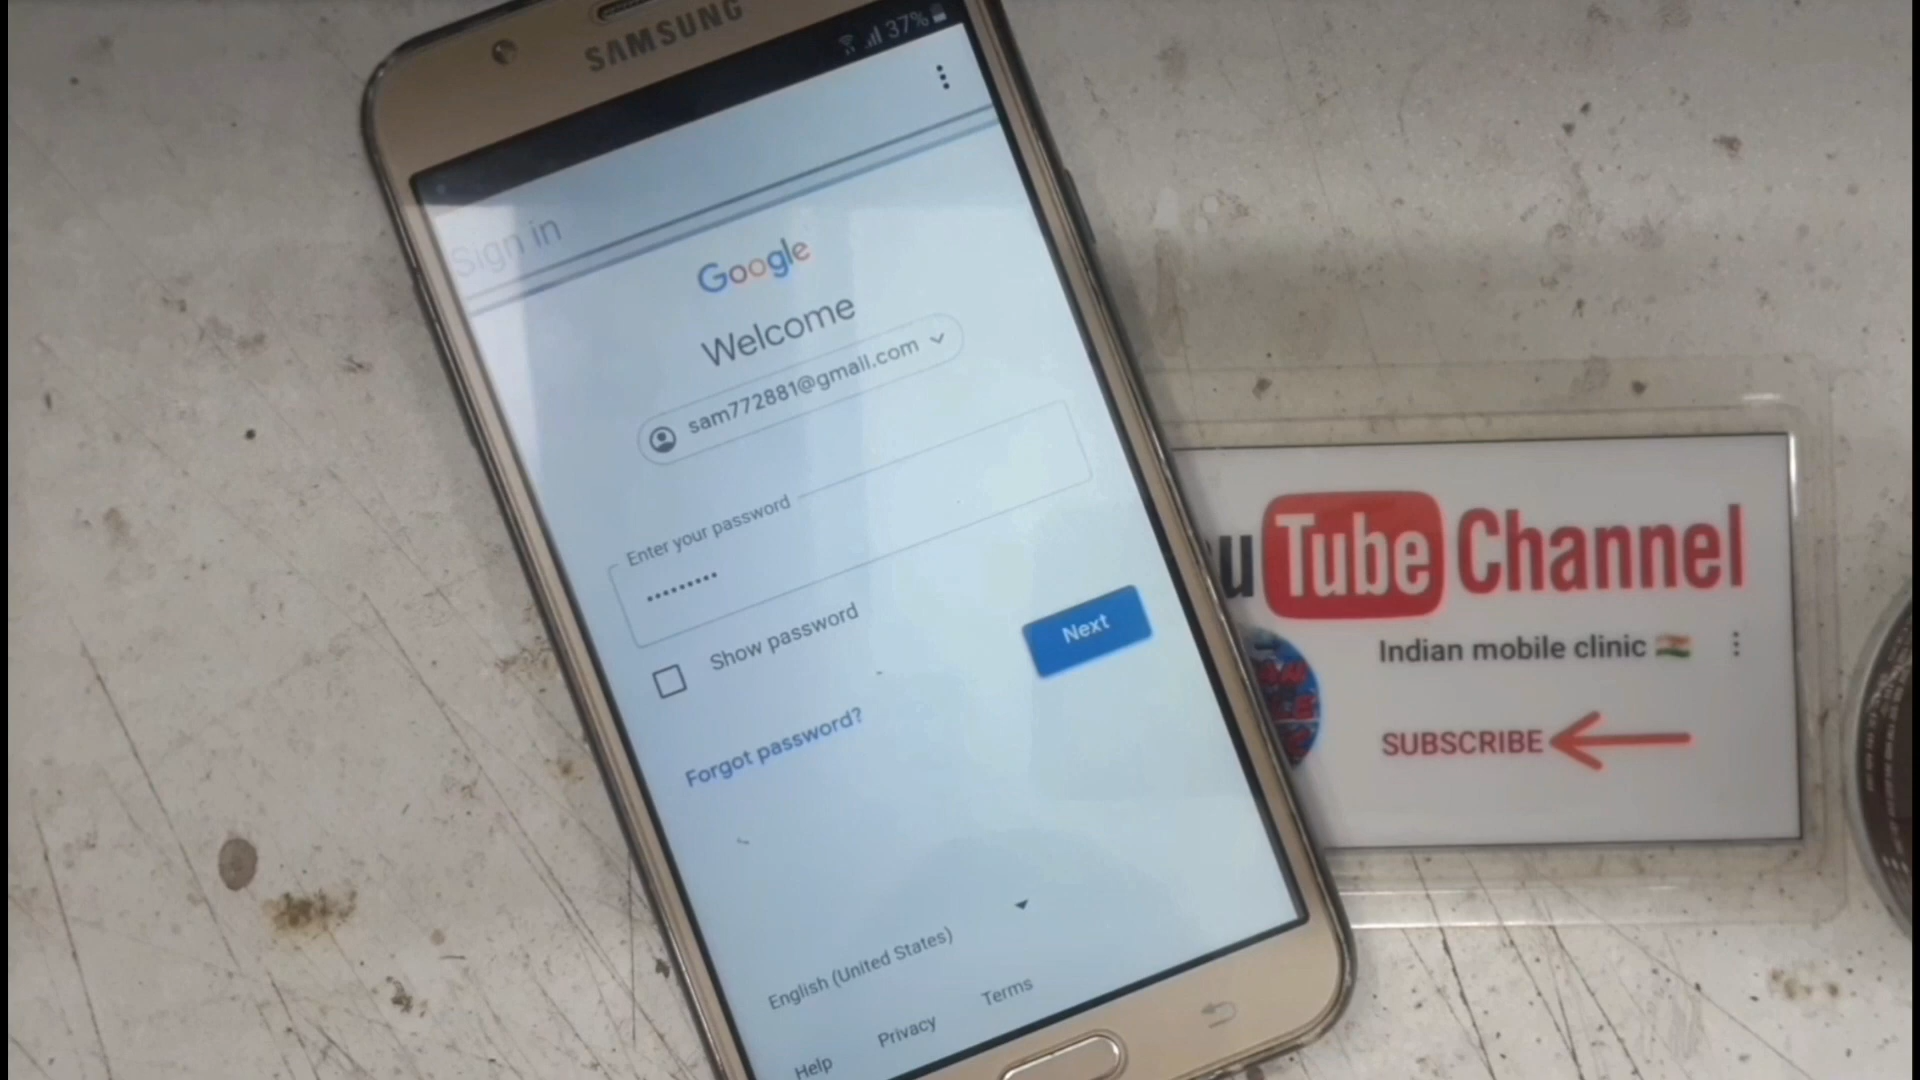 SAMSUNG
37%
Sign in
Google
Welcome
sam772881@gmail.com
Enter your password
•••••••••
Show password
Next
Forgot password?
English (United States)
Help Privacy Terms
uTube Channel
Indian mobile clinic
SUBSCRIBE